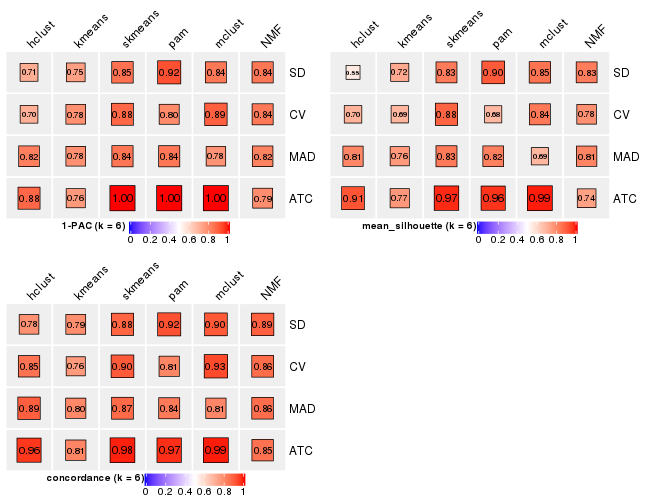 hclust kmeans skmeans pam mclust NMF
0.71 0.75 0.85 0.92 0.84 0.84 SD
0.70 0.78 0.88 0.80 0.89 0.84 CV
0.82 0.78 0.84 0.84 0.78 0.82 MAD
0.88 0.76 1.00 1.00 1.00 0.79 ATC
1-PAC (k = 6)
0 0.2 0.4 0.6 0.8 1
hclust kmeans skmeans pam mclust NMF
0.55 0.72 0.83 0.90 0.85 0.83 SD
0.70 0.69 0.88 0.68 0.84 0.78 CV
0.81 0.76 0.83 0.82 0.69 0.81 MAD
0.91 0.77 0.97 0.96 0.99 0.74 ATC
mean_silhouette (k = 6)
0 0.2 0.4 0.6 0.8 1
hclust kmeans skmeans pam mclust NMF
0.78 0.79 0.88 0.92 0.90 0.89 SD
0.85 0.76 0.90 0.81 0.93 0.86 CV
0.89 0.80 0.87 0.84 0.81 0.86 MAD
0.96 0.81 0.98 0.97 0.99 0.85 ATC
concordance (k = 6)
0 0.2 0.4 0.6 0.8 1